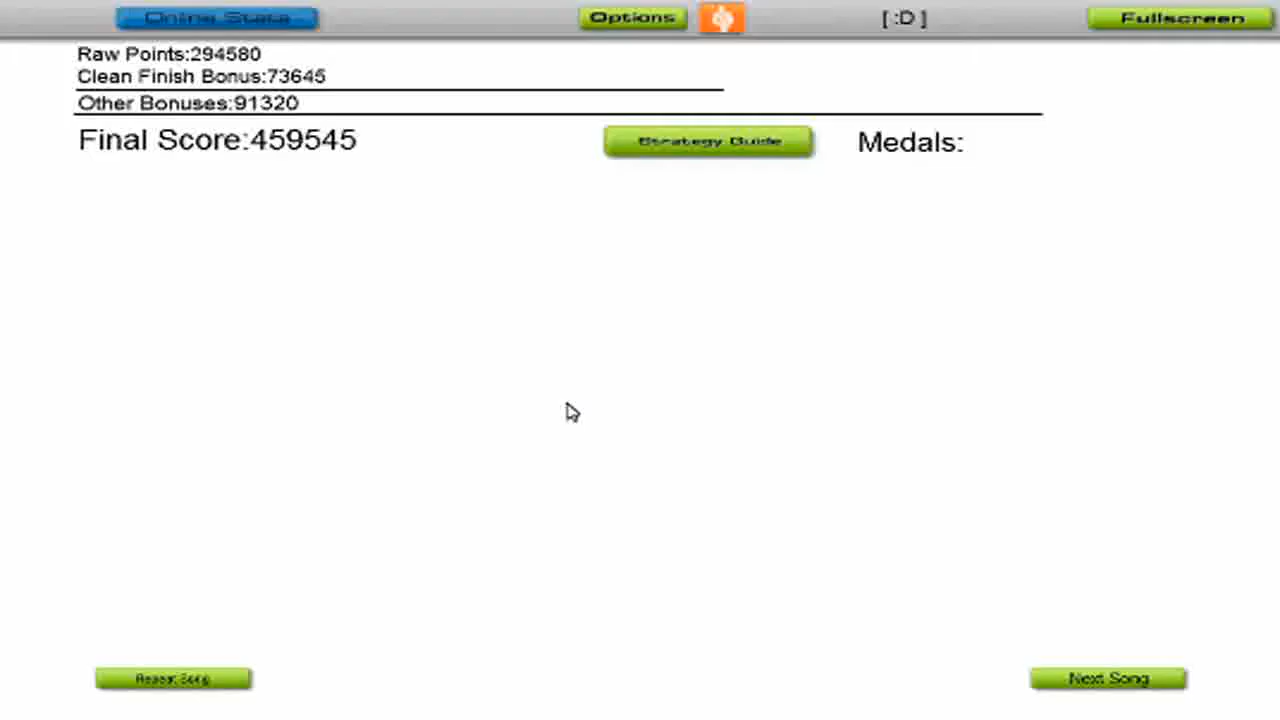 Online Stats
Options
[ :D ]
Fullscreen
Raw Points:294580
Clean Finish Bonus:73645
Other Bonuses:91320
Final Score:459545
Strategy Guide
Medals:
Repeat Song
Next Song